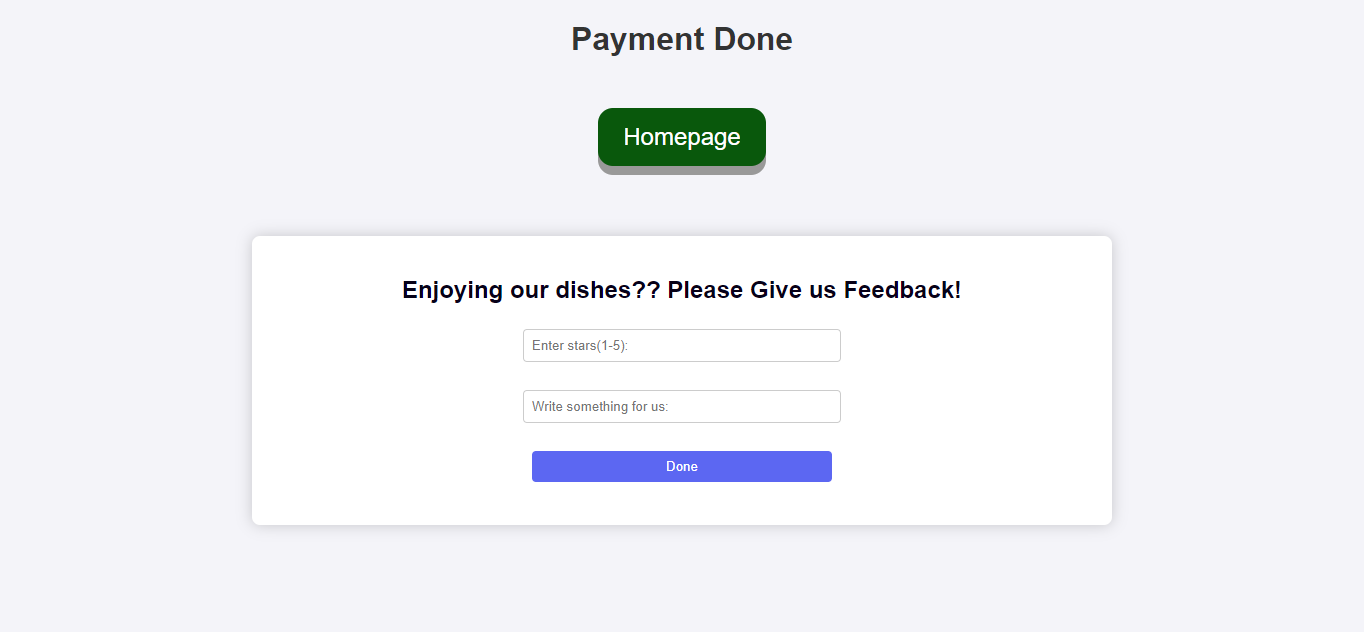 Payment Done
Homepage
Enjoying our dishes?? Please Give us Feedback!
Enter stars(1-5):
Write something for us:
Done